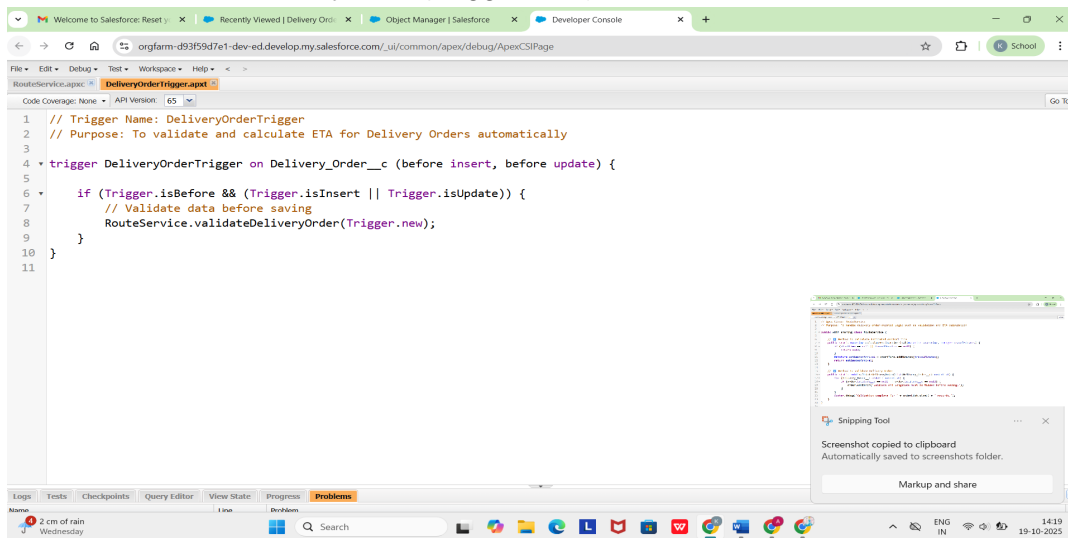 Welcome to Salesforce: Reset y
Recently Viewed | Delivery Orde
Object Manager | Salesforce
Developer Console
orgfarm-d93f59d7e1-dev-ed.develop.my.salesforce.com/_ui/common/apex/debug/ApexCSIPage
K School
File Edit Debug Test Workspace Help < >
RouteService.apxc DeliveryOrderTrigger.apxt
Code Coverage: None API Version: 65 Go To
1 // Trigger Name: DeliveryOrderTrigger
2 // Purpose: To validate and calculate ETA for Delivery Orders automatically
3
4 trigger DeliveryOrderTrigger on Delivery_Order__c (before insert, before update) {
5
6 if (Trigger.isBefore && (Trigger.isInsert || Trigger.isUpdate)) {
7 // Validate data before saving
8 RouteService.validateDeliveryOrder(Trigger.new);
9 }
10 }
11
Snipping Tool
Screenshot copied to clipboard
Automatically saved to screenshots folder.
Markup and share
Logs Tests Checkpoints Query Editor View State Progress Problems
Name Line Problem
4 2 cm of rain
Wednesday
Search
ENG
IN
14:19
19-10-2025